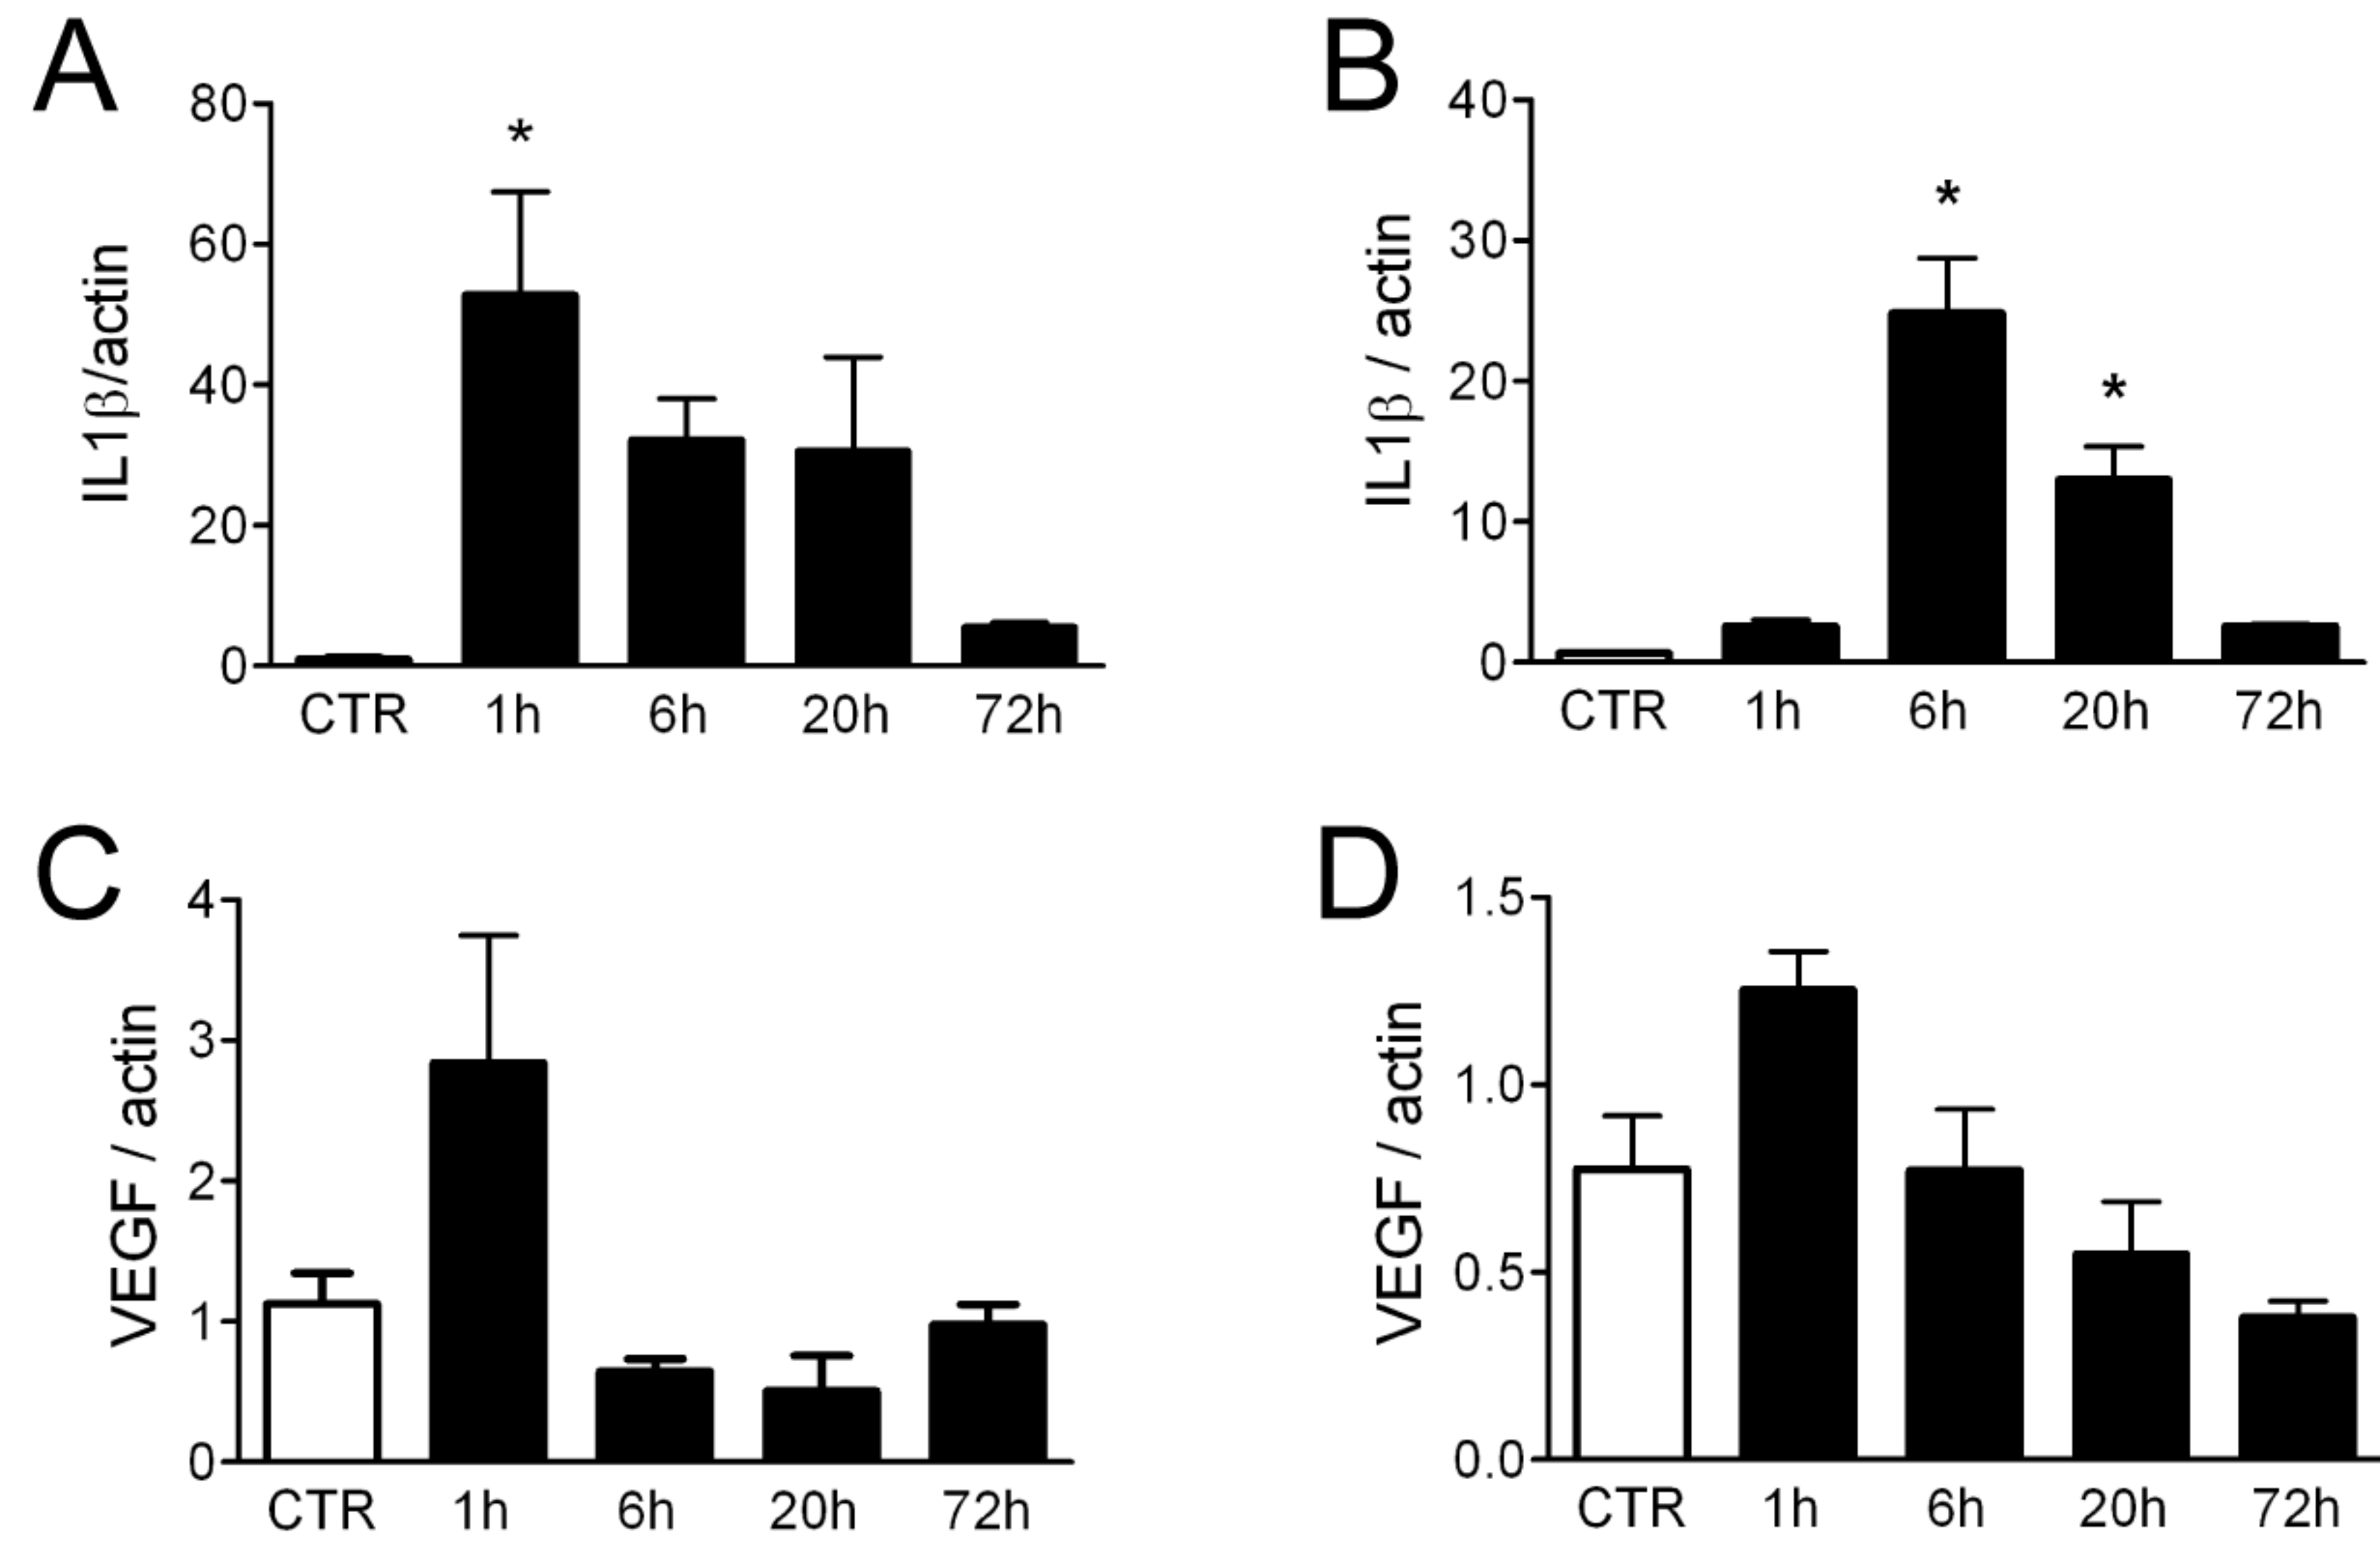 A
80
60
40
20
0
IL1β/actin
*
CTR 1h 6h 20h 72h
B
40
30
20
10
0
IL1β / actin
*
*
CTR 1h 6h 20h 72h
C
4
3
2
1
0
VEGF / actin
CTR 1h 6h 20h 72h
D
1.5
1.0
0.5
0.0
VEGF / actin
CTR 1h 6h 20h 72h